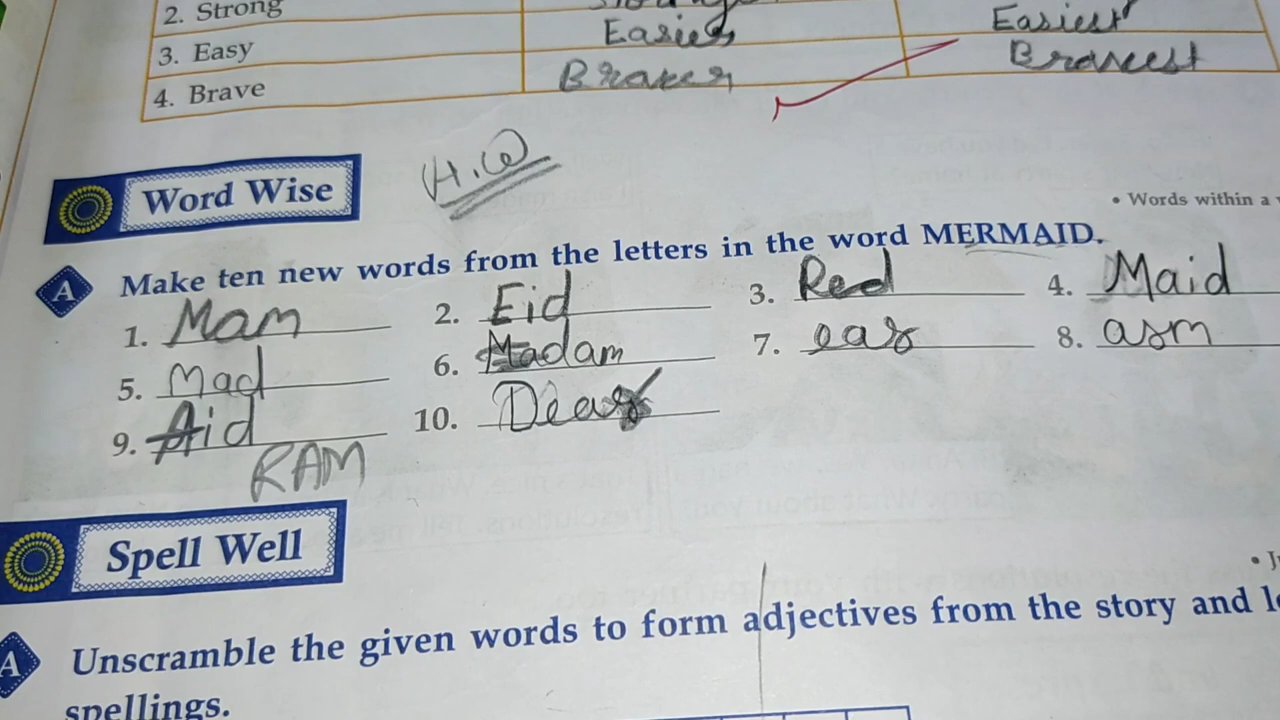 2. Strong
3. Easy Easier Easiest
4. Brave Braver Bravest
Word Wise H.W
• Words within a
A Make ten new words from the letters in the word MERMAID.
1. Mam 2. Eid 3. Red 4. Maid
5. Mad 6. Madam 7. ear 8. arm
9. Aid 10. Dear
RAM
Spell Well
A Unscramble the given words to form adjectives from the story and
spellings.